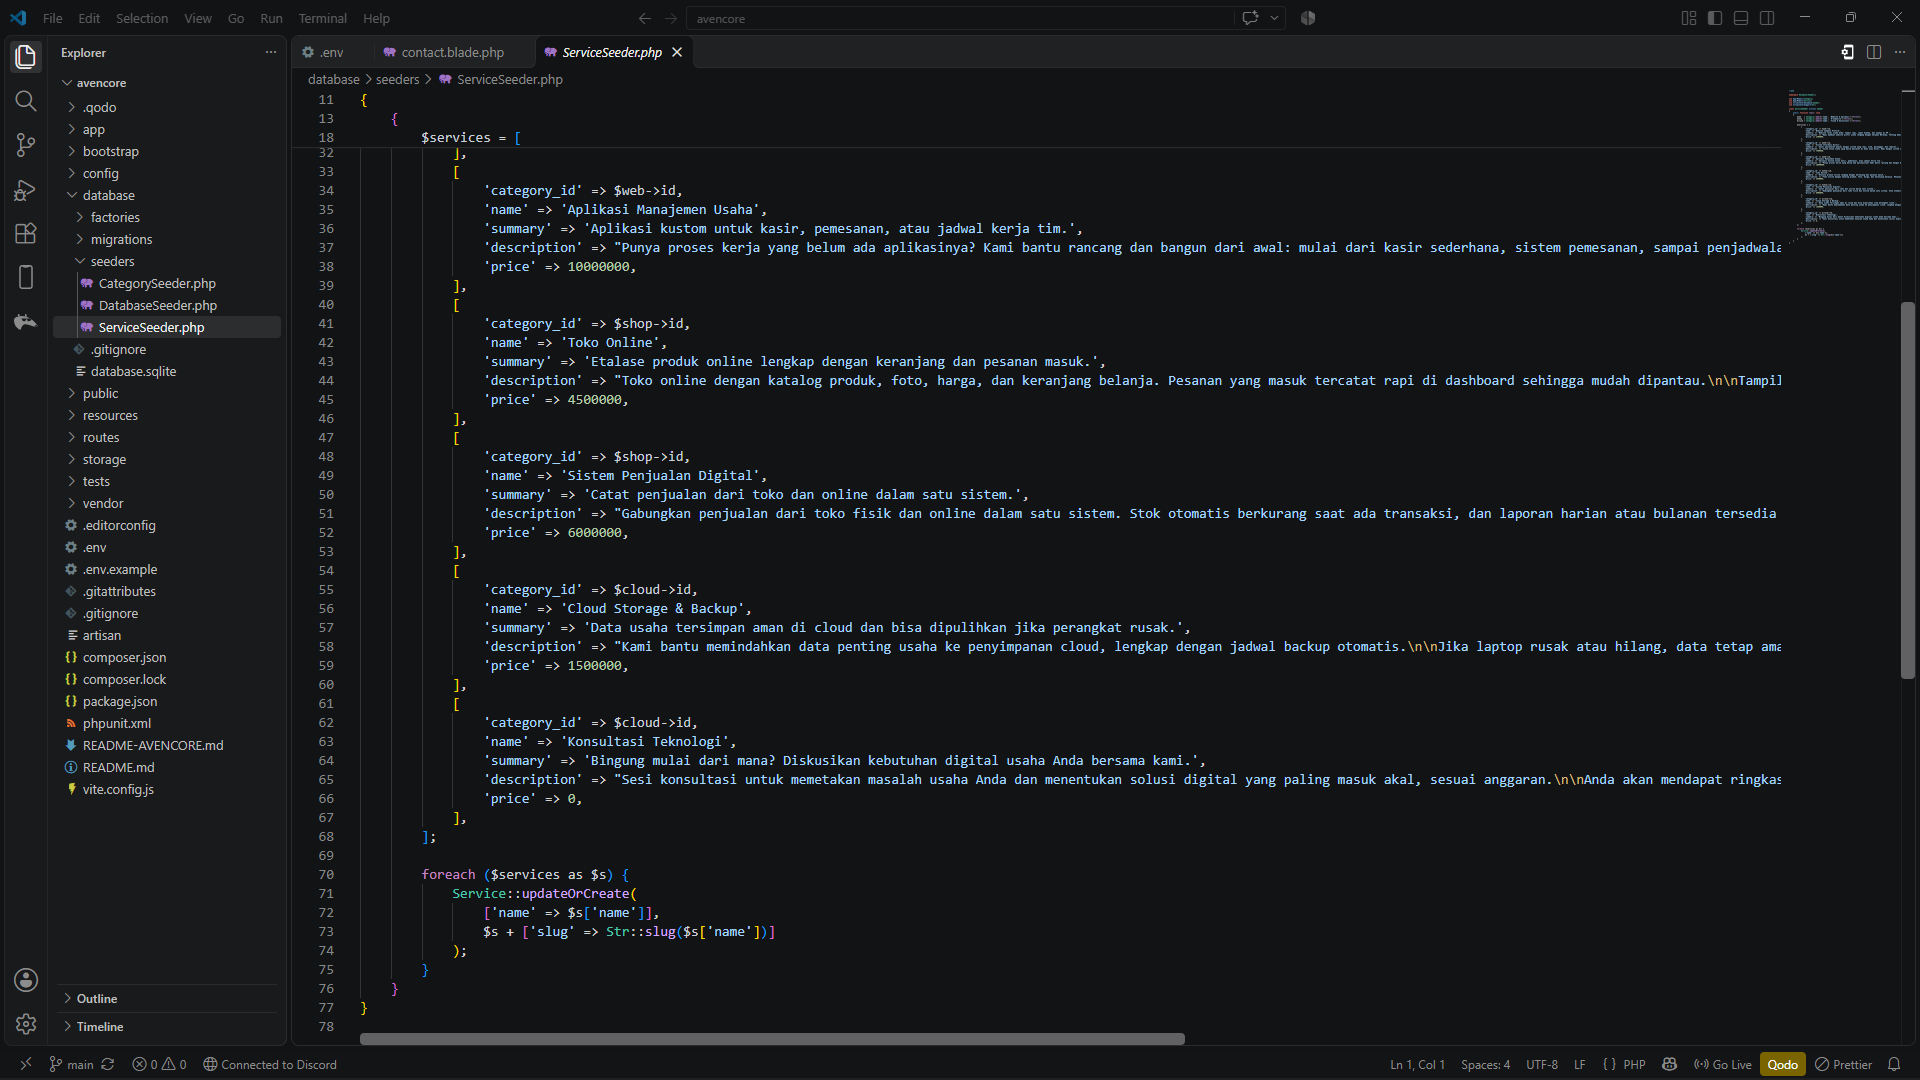 File Edit Selection View Go Run Terminal Help
avencore
Explorer
avencore
.qodo
app
bootstrap
config
database
factories
migrations
seeders
CategorySeeder.php
DatabaseSeeder.php
ServiceSeeder.php
.gitignore
database.sqlite
public
resources
routes
storage
tests
vendor
.editorconfig
.env
.env.example
.gitattributes
.gitignore
artisan
composer.json
composer.lock
package.json
phpunit.xml
README-AVENCORE.md
README.md
vite.config.js
Outline
Timeline
.env contact.blade.php ServiceSeeder.php
database > seeders > ServiceSeeder.php
11 {
13 {
18 $services = [
32 ],
33 [
34 'category_id' => $web->id,
35 'name' => 'Aplikasi Manajemen Usaha',
36 'summary' => 'Aplikasi kustom untuk kasir, pemesanan, atau jadwal kerja tim.',
37 'description' => "Punya proses kerja yang belum ada aplikasinya? Kami bantu rancang dan bangun dari awal: mulai dari kasir sederhana, sistem pemesanan, sampai penjadwala
38 'price' => 10000000,
39 ],
40 [
41 'category_id' => $shop->id,
42 'name' => 'Toko Online',
43 'summary' => 'Etalase produk online lengkap dengan keranjang dan pesanan masuk.',
44 'description' => "Toko online dengan katalog produk, foto, harga, dan keranjang belanja. Pesanan yang masuk tercatat rapi di dashboard sehingga mudah dipantau.\n\nTampil
45 'price' => 4500000,
46 ],
47 [
48 'category_id' => $shop->id,
49 'name' => 'Sistem Penjualan Digital',
50 'summary' => 'Catat penjualan dari toko dan online dalam satu sistem.',
51 'description' => "Gabungkan penjualan dari toko fisik dan online dalam satu sistem. Stok otomatis berkurang saat ada transaksi, dan laporan harian atau bulanan tersedia
52 'price' => 6000000,
53 ],
54 [
55 'category_id' => $cloud->id,
56 'name' => 'Cloud Storage & Backup',
57 'summary' => 'Data usaha tersimpan aman di cloud dan bisa dipulihkan jika perangkat rusak.',
58 'description' => "Kami bantu memindahkan data penting usaha ke penyimpanan cloud, lengkap dengan jadwal backup otomatis.\n\nJika laptop rusak atau hilang, data tetap ama
59 'price' => 1500000,
60 ],
61 [
62 'category_id' => $cloud->id,
63 'name' => 'Konsultasi Teknologi',
64 'summary' => 'Bingung mulai dari mana? Diskusikan kebutuhan digital usaha Anda bersama kami.',
65 'description' => "Sesi konsultasi untuk memetakan masalah usaha Anda dan menentukan solusi digital yang paling masuk akal, sesuai anggaran.\n\nAnda akan mendapat ringkas
66 'price' => 0,
67 ],
68 ];
69
70 foreach ($services as $s) {
71 Service::updateOrCreate(
72 ['name' => $s['name']],
73 $s + ['slug' => Str::slug($s['name'])]
74 );
75 }
76 }
77 }
78
main 0 0 Connected to Discord Ln 1, Col 1 Spaces: 4 UTF-8 LF { } PHP Go Live Qodo Prettier